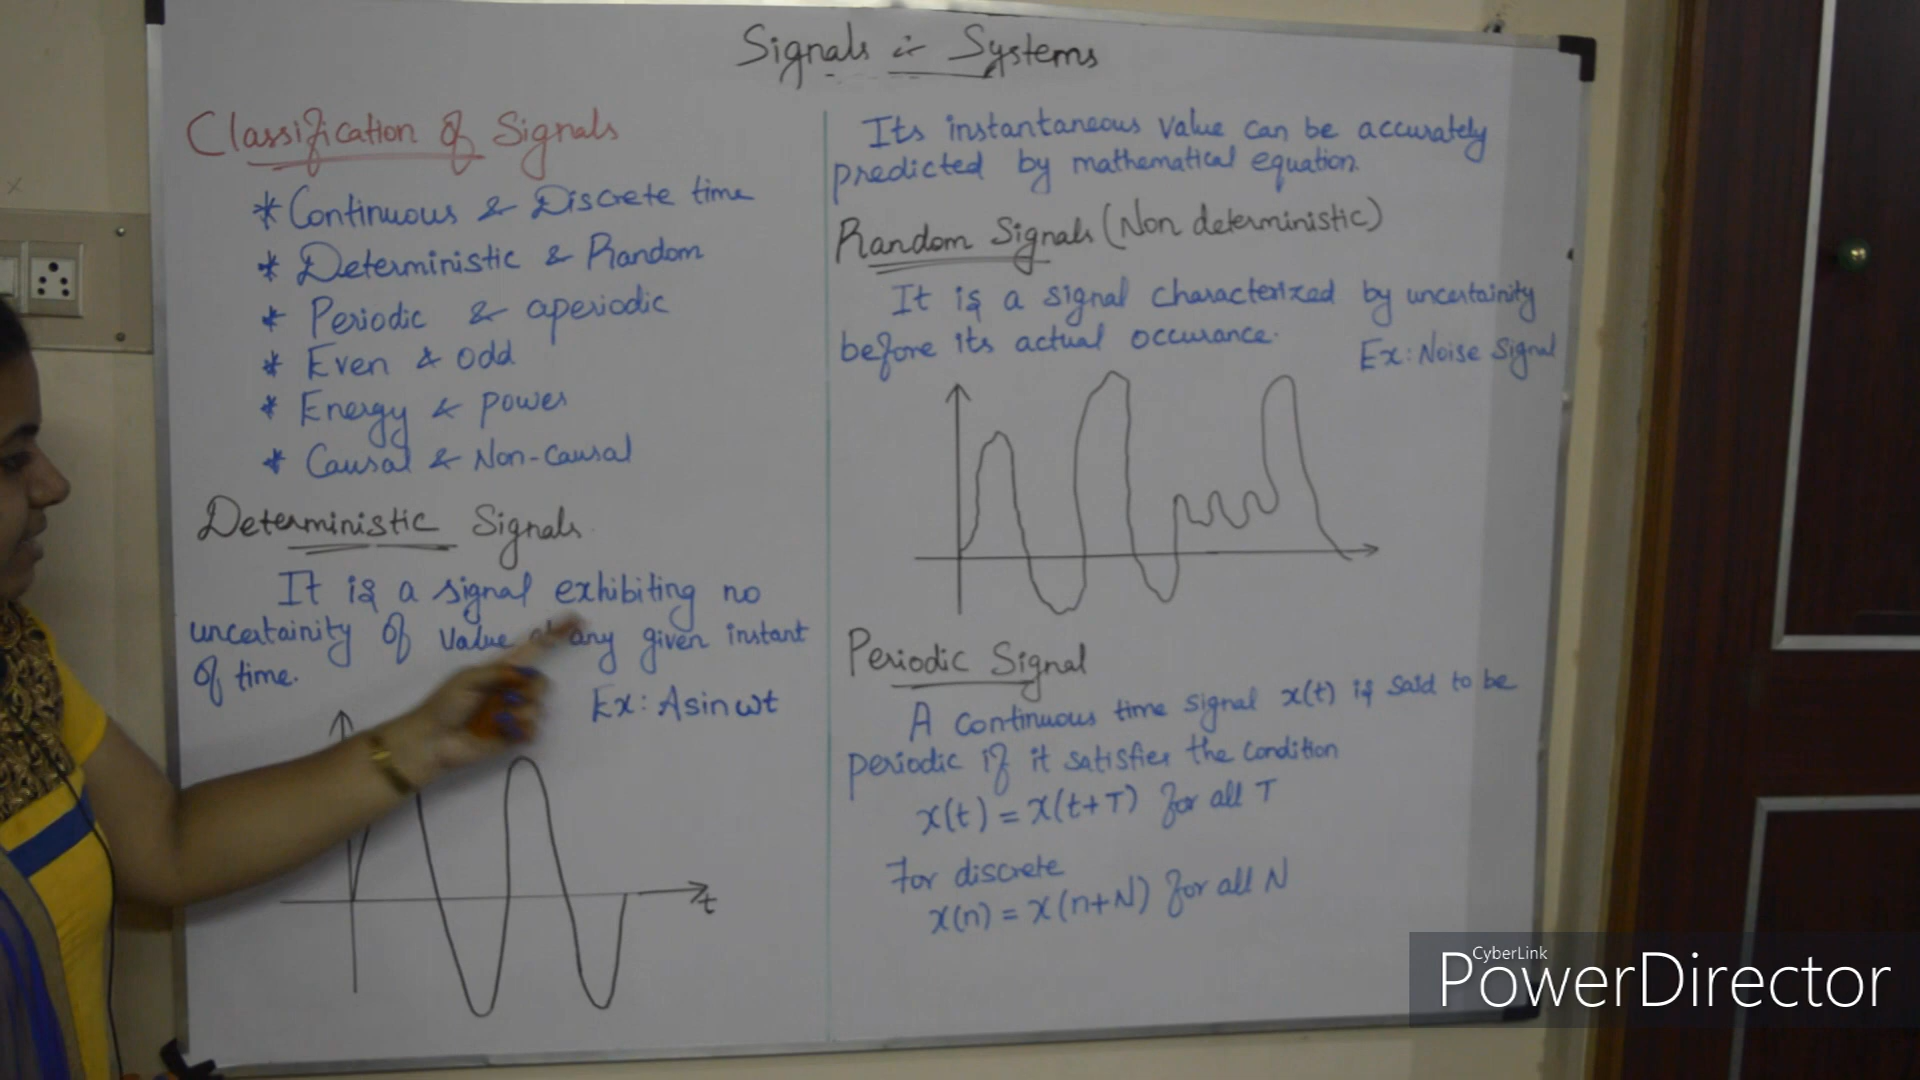 Signals & Systems
Classification of Signals
* Continuous & Discrete time
* Deterministic & Random
* Periodic & aperiodic
* Even & odd
* Energy & power
* Causal & Non-causal
Deterministic Signals
It is a signal exhibiting no
uncertainity of value at any given instant
of time.
Ex: Asinωt
t
Its instantaneous value can be accurately
predicted by mathematical equation.
Random Signals (Non deterministic)
It is a signal characterized by uncertainity
before its actual occurance.
Ex: Noise Signal
Periodic Signal
A continuous time signal x(t) is said to be
periodic if it satisfies the condition
x(t) = x(t+T) for all T
For discrete
x(n) = x(n+N) for all N
CyberLink
PowerDirector